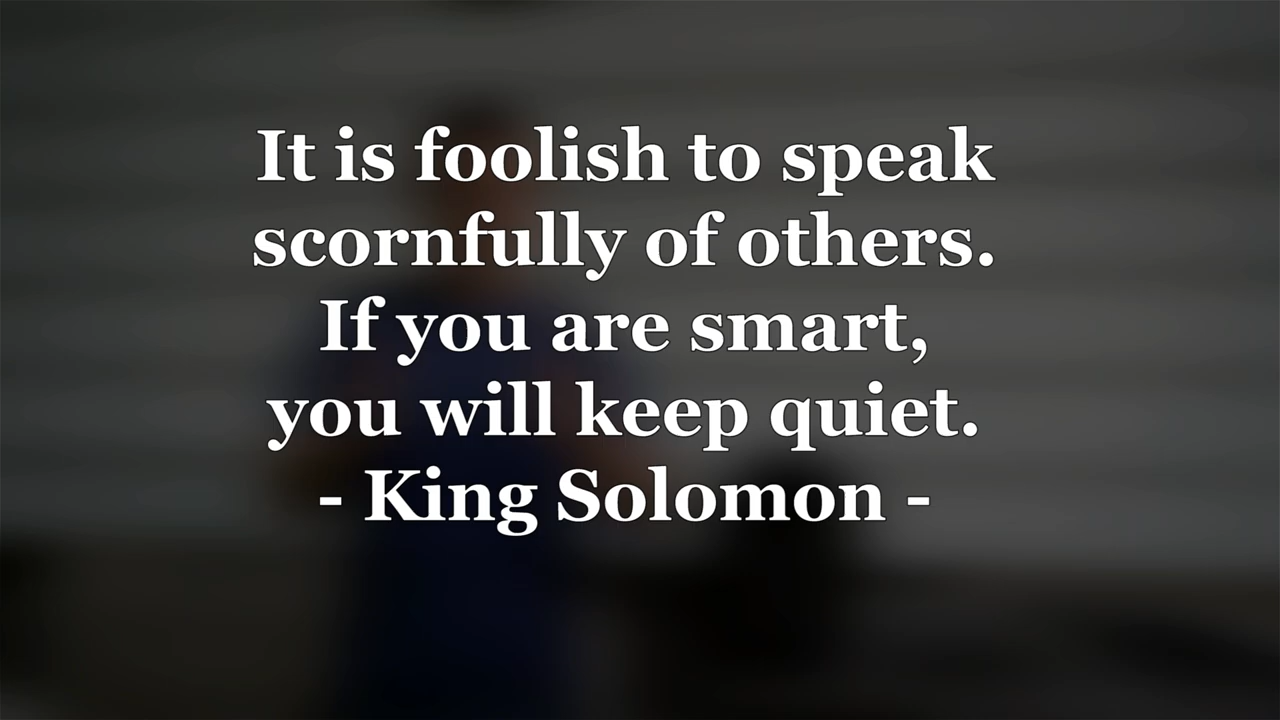 It is foolish to speak
scornfully of others.
If you are smart,
you will keep quiet.
- King Solomon -